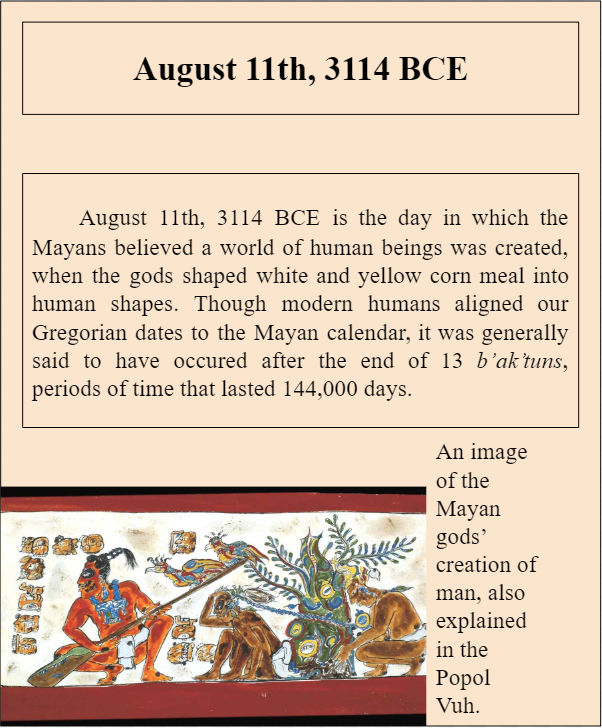 August 11th, 3114 BCE
August 11th, 3114 BCE is the day in which the
Mayans believed a world of human beings was created,
when the gods shaped white and yellow corn meal into
human shapes. Though modern humans aligned our
Gregorian dates to the Mayan calendar, it was generally
said to have occured after the end of 13 b’ak’tuns,
periods of time that lasted 144,000 days.
An image
of the
Mayan
gods’
creation of
man, also
explained
in the
Popol
Vuh.